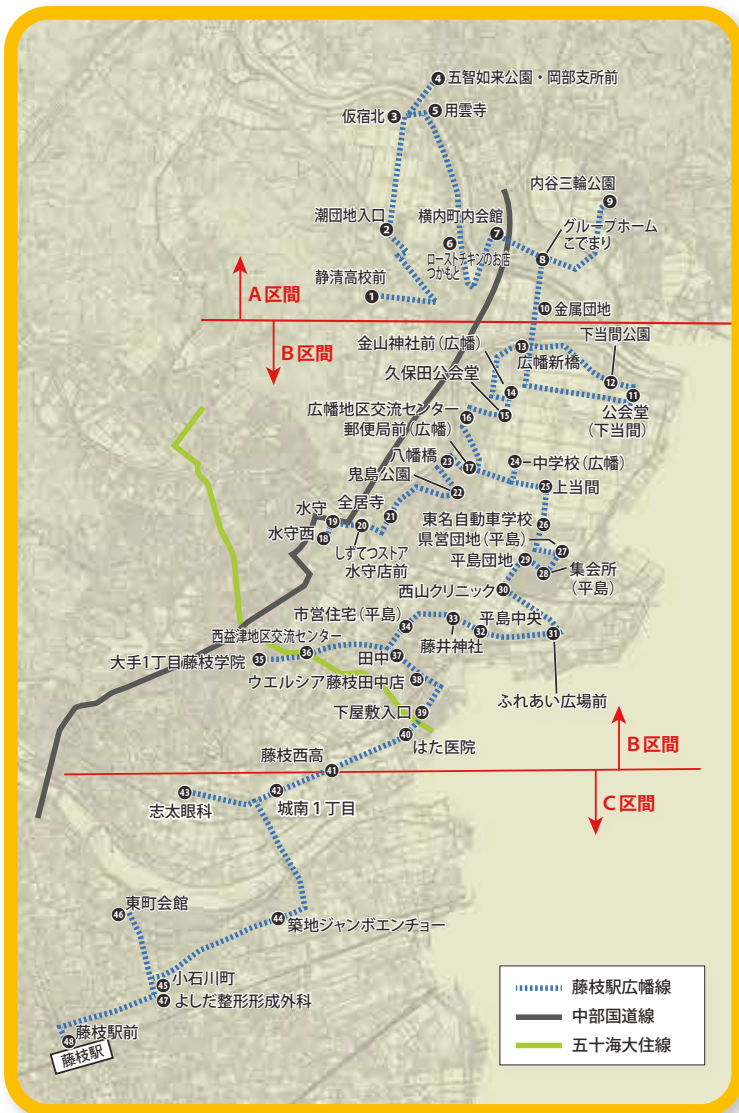 ④五智如来公園・岡部支所前
仮宿北③
⑤用雲寺
内谷三輪公園
⑨
潮団地入口
②
横内町内会館
⑦
グループホーム
こでまり
⑧
⑥
ローストチキンのお店
つかもと
静清高校前
①
A区間
⑩金属団地
B区間
金山神社前(広幡)
下当間公園
⑬
広幡新橋
久保田公会堂
⑫
⑭
⑪
公会堂
(下当間)
広幡地区交流センター
⑯
⑮
郵便局前(広幡)
八幡橋
㉓
⑰
㉔中学校(広幡)
鬼島公園
㉒
㉕上当間
水守
全居寺
⑲
⑳
㉑
東名自動車学校
㉖
水守西
⑱
しずてつストア
水守店前
県営団地(平島)
㉗
平島団地
㉙
㉘
集会所
(平島)
西山クリニック
㉚
市営住宅(平島)
㉞
㉝
藤井神社
平島中央
㉜
㉛
ふれあい広場前
西益津地区交流センター
㊱
大手1丁目藤枝学院
㉟
田中
㊲
ウエルシア藤枝田中店
㊳
下屋敷入口
㊴
㊵
はた医院
B区間
藤枝西高
㊶
C区間
㊸
志太眼科
㊷
城南1丁目
東町会館
㊻
㊹
築地ジャンボエンチョー
㊺
小石川町
㊼
よしだ整形形成外科
㊽
藤枝駅前
藤枝駅
藤枝駅広幡線
中部国道線
五十海大住線